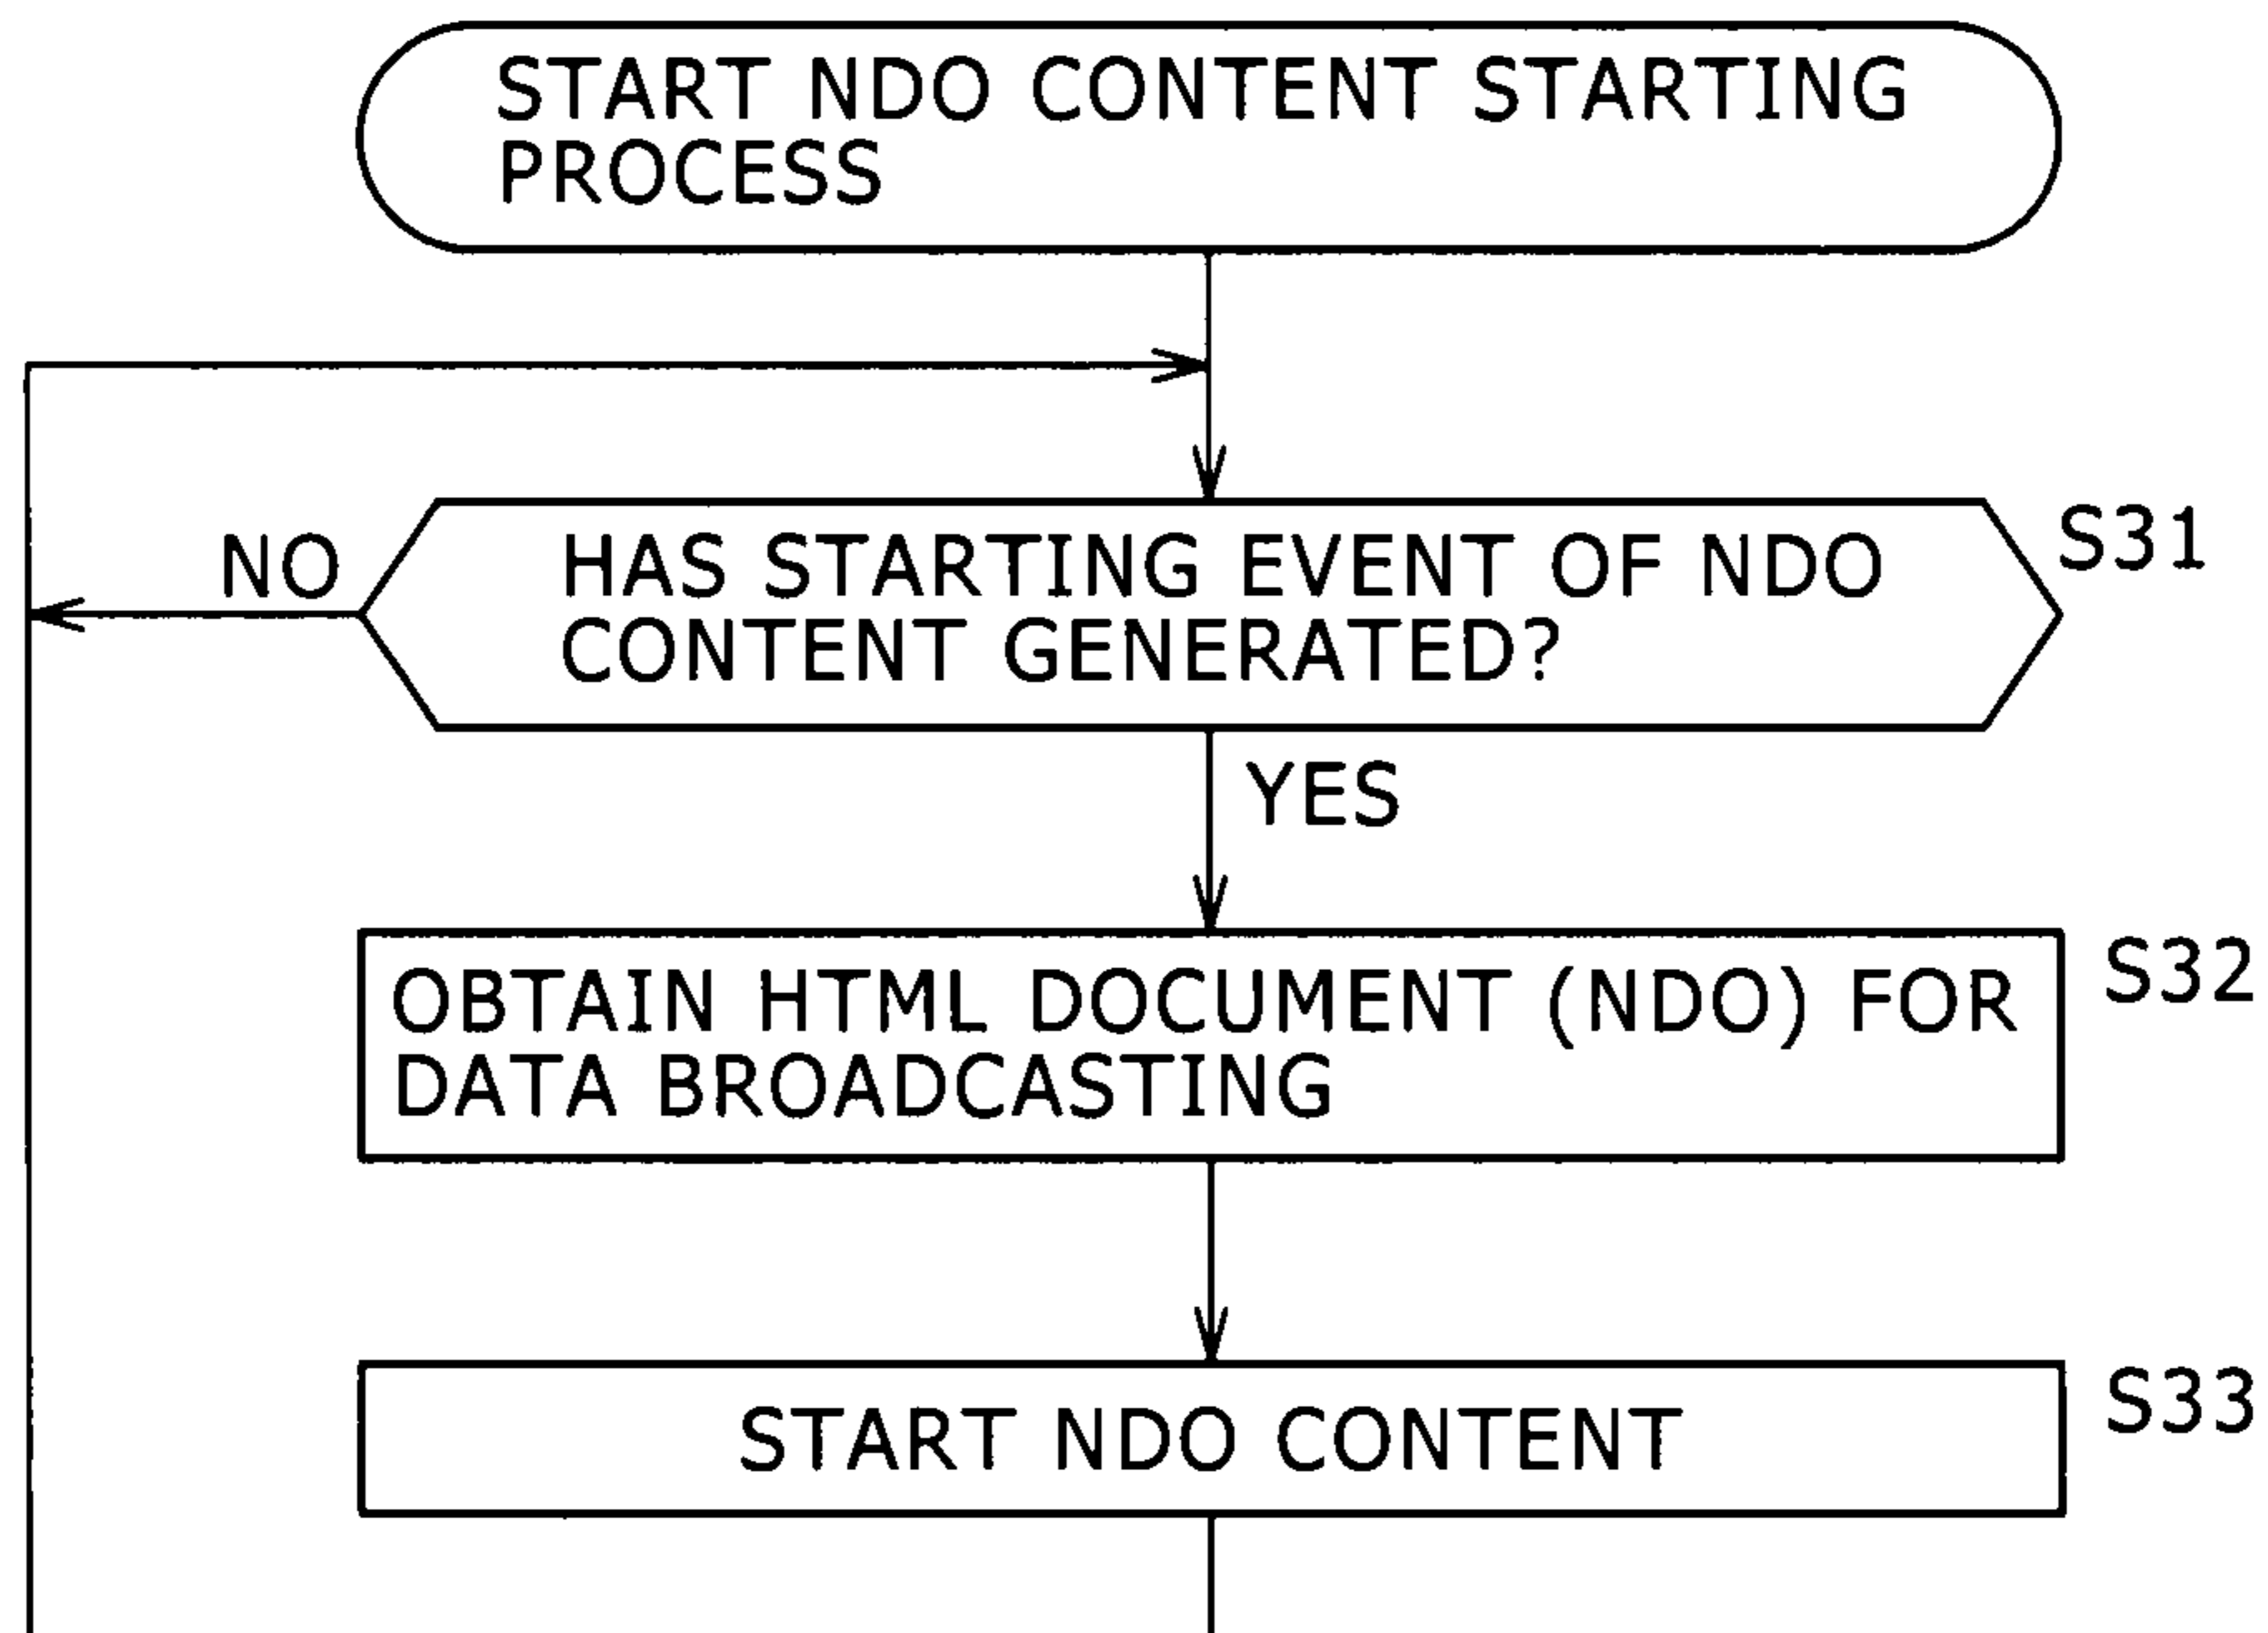 START NDO CONTENT STARTING
PROCESS
NO
HAS STARTING EVENT OF NDO
CONTENT GENERATED?
S31
YES
OBTAIN HTML DOCUMENT (NDO) FOR
DATA BROADCASTING
S32
START NDO CONTENT
S33